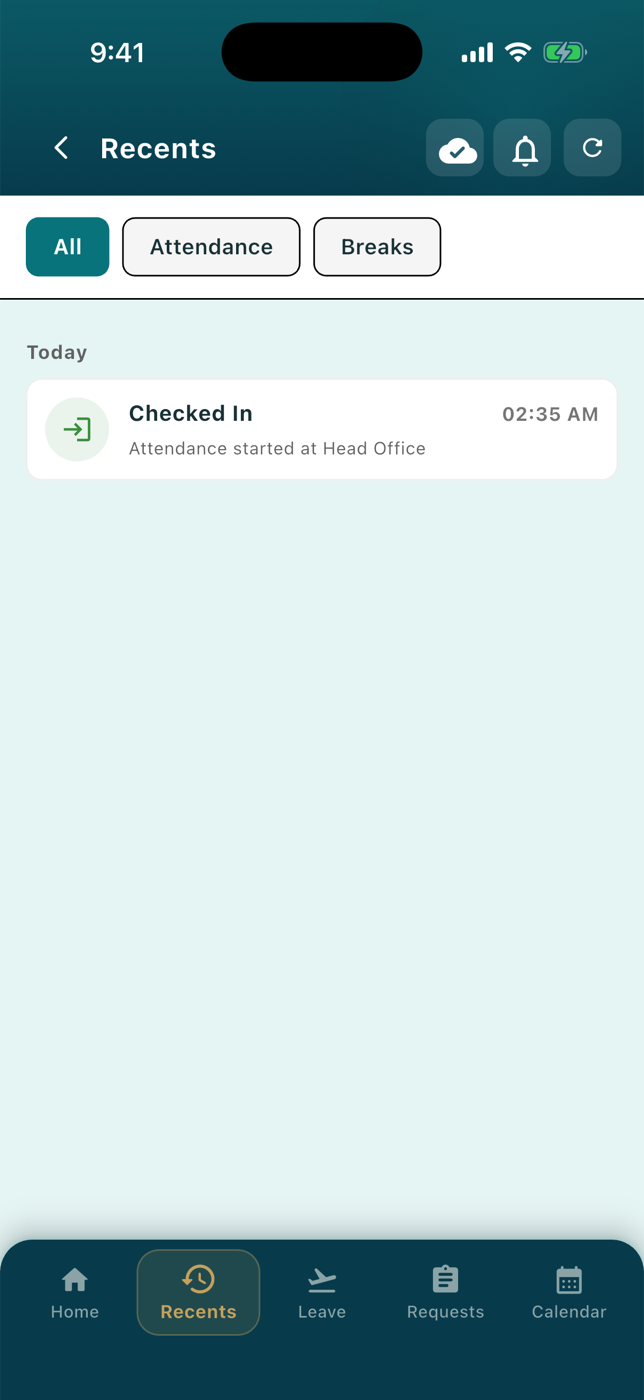 9:41
Recents
All
Attendance
Breaks
Today
Checked In
02:35 AM
Attendance started at Head Office
Home
Recents
Leave
Requests
Calendar